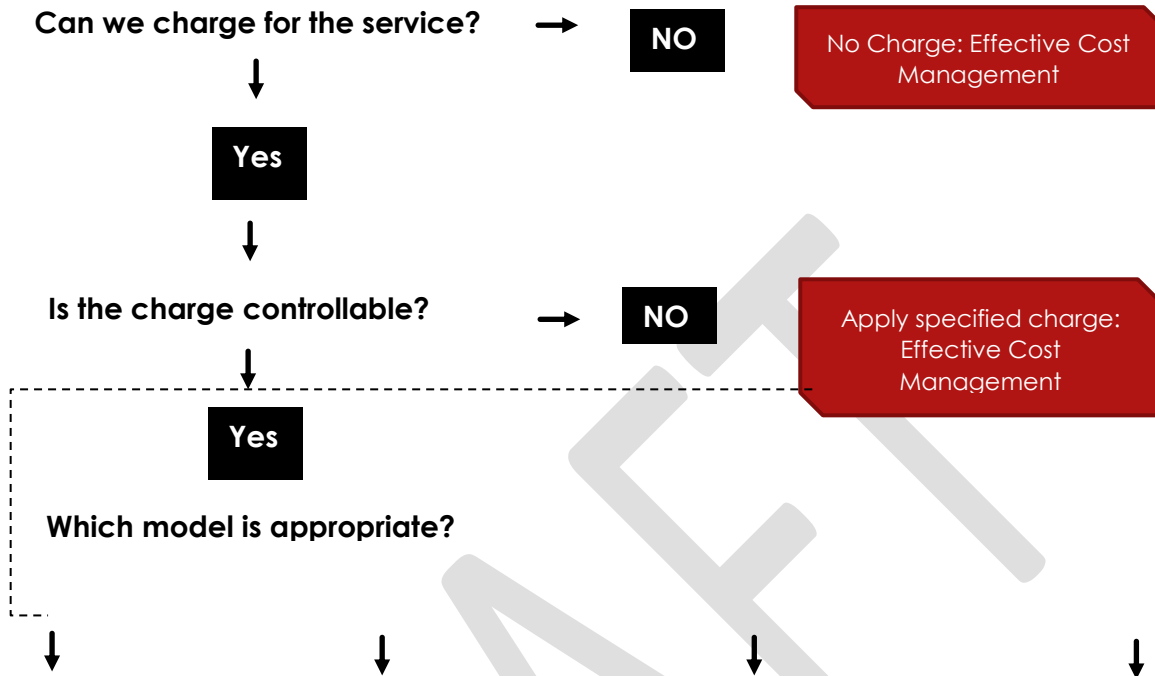 Can we charge for the service?
NO
No Charge: Effective Cost
Management
Yes
Is the charge controllable?
NO
Apply specified charge:
Effective Cost
Management
Yes
Which model is appropriate?